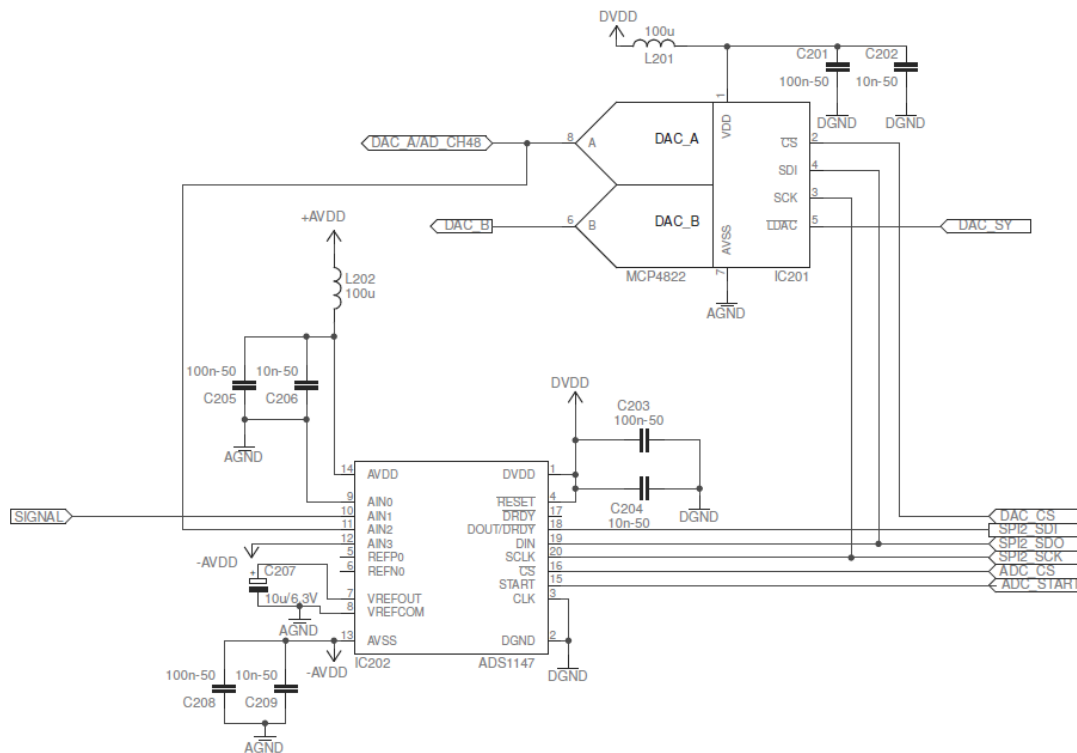 DVDD
100u
L201
C201
C202
100n-50
10n-50
1
VDD
DGND
DGND
DAC_A/AD_CH48
8
A
DAC_A
CS
2
SDI
4
SCK
3
DAC_B
6
B
DAC_B
AVSS
LDAC
5
DAC_SY
7
MCP4822
IC201
AGND
+AVDD
L202
100u
100n-50
10n-50
C205
C206
AGND
DVDD
C203
100n-50
C204
10n-50
DGND
14
AVDD
DVDD
1
9
AIN0
RESET
4
SIGNAL
10
AIN1
DRDY
17
11
AIN2
DOUT/DRDY
18
12
AIN3
DIN
19
5
REFP0
SCLK
20
6
REFN0
CS
16
START
15
7
VREFOUT
CLK
3
8
VREFCOM
13
AVSS
DGND
2
IC202
ADS1147
DGND
-AVDD
+
C207
10u/6.3V
AGND
-AVDD
100n-50
10n-50
C208
C209
AGND
DAC_CS
SPI2_SDI
SPI2_SDO
SPI2_SCK
ADC_CS
ADC_START